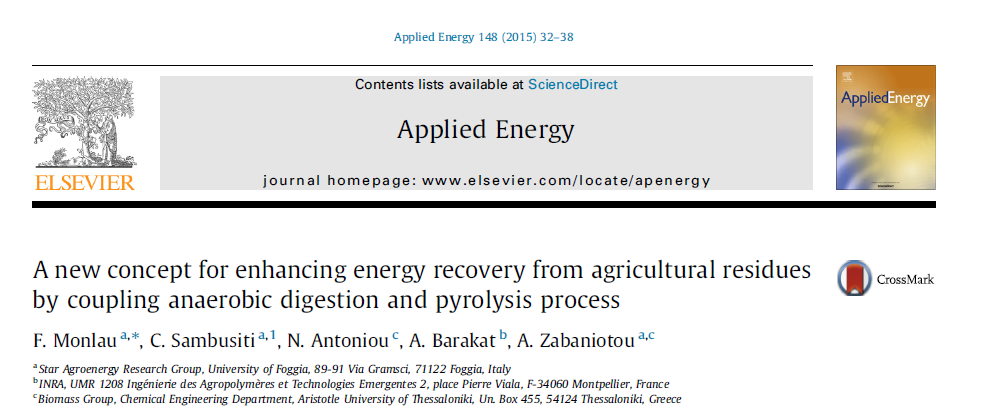 Applied Energy 148 (2015) 32–38
Contents lists available at ScienceDirect
Applied Energy
journal homepage: www.elsevier.com/locate/apenergy
ELSEVIER
AppliedEnergy
A new concept for enhancing energy recovery from agricultural residues
by coupling anaerobic digestion and pyrolysis process
CrossMark
F. Monlau a,*, C. Sambusiti a,1, N. Antoniou c, A. Barakat b, A. Zabaniotou a,c
a Star Agroenergy Research Group, University of Foggia, 89-91 Via Gramsci, 71122 Foggia, Italy
b INRA, UMR 1208 Ingénierie des Agropolymères et Technologies Emergentes 2, place Pierre Viala, F-34060 Montpellier, France
c Biomass Group, Chemical Engineering Department, Aristotle University of Thessaloniki, Un. Box 455, 54124 Thessaloniki, Greece